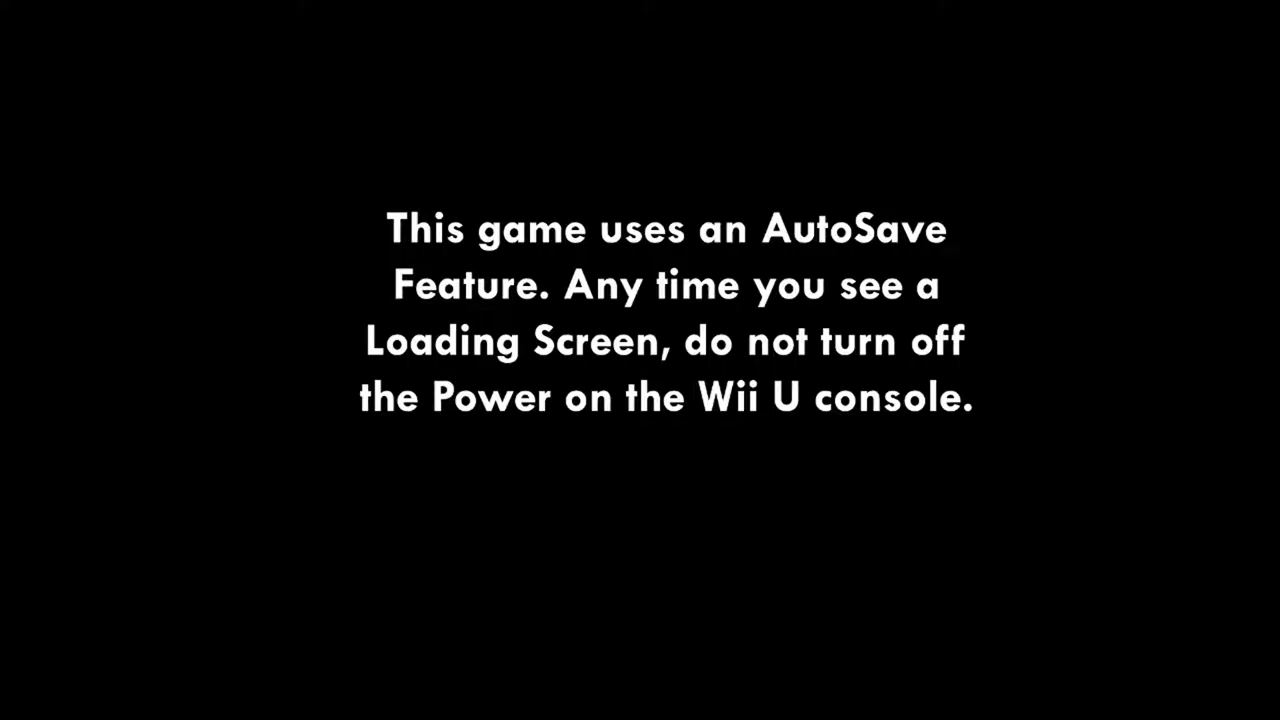 This game uses an AutoSave
Feature. Any time you see a
Loading Screen, do not turn off
the Power on the Wii U console.